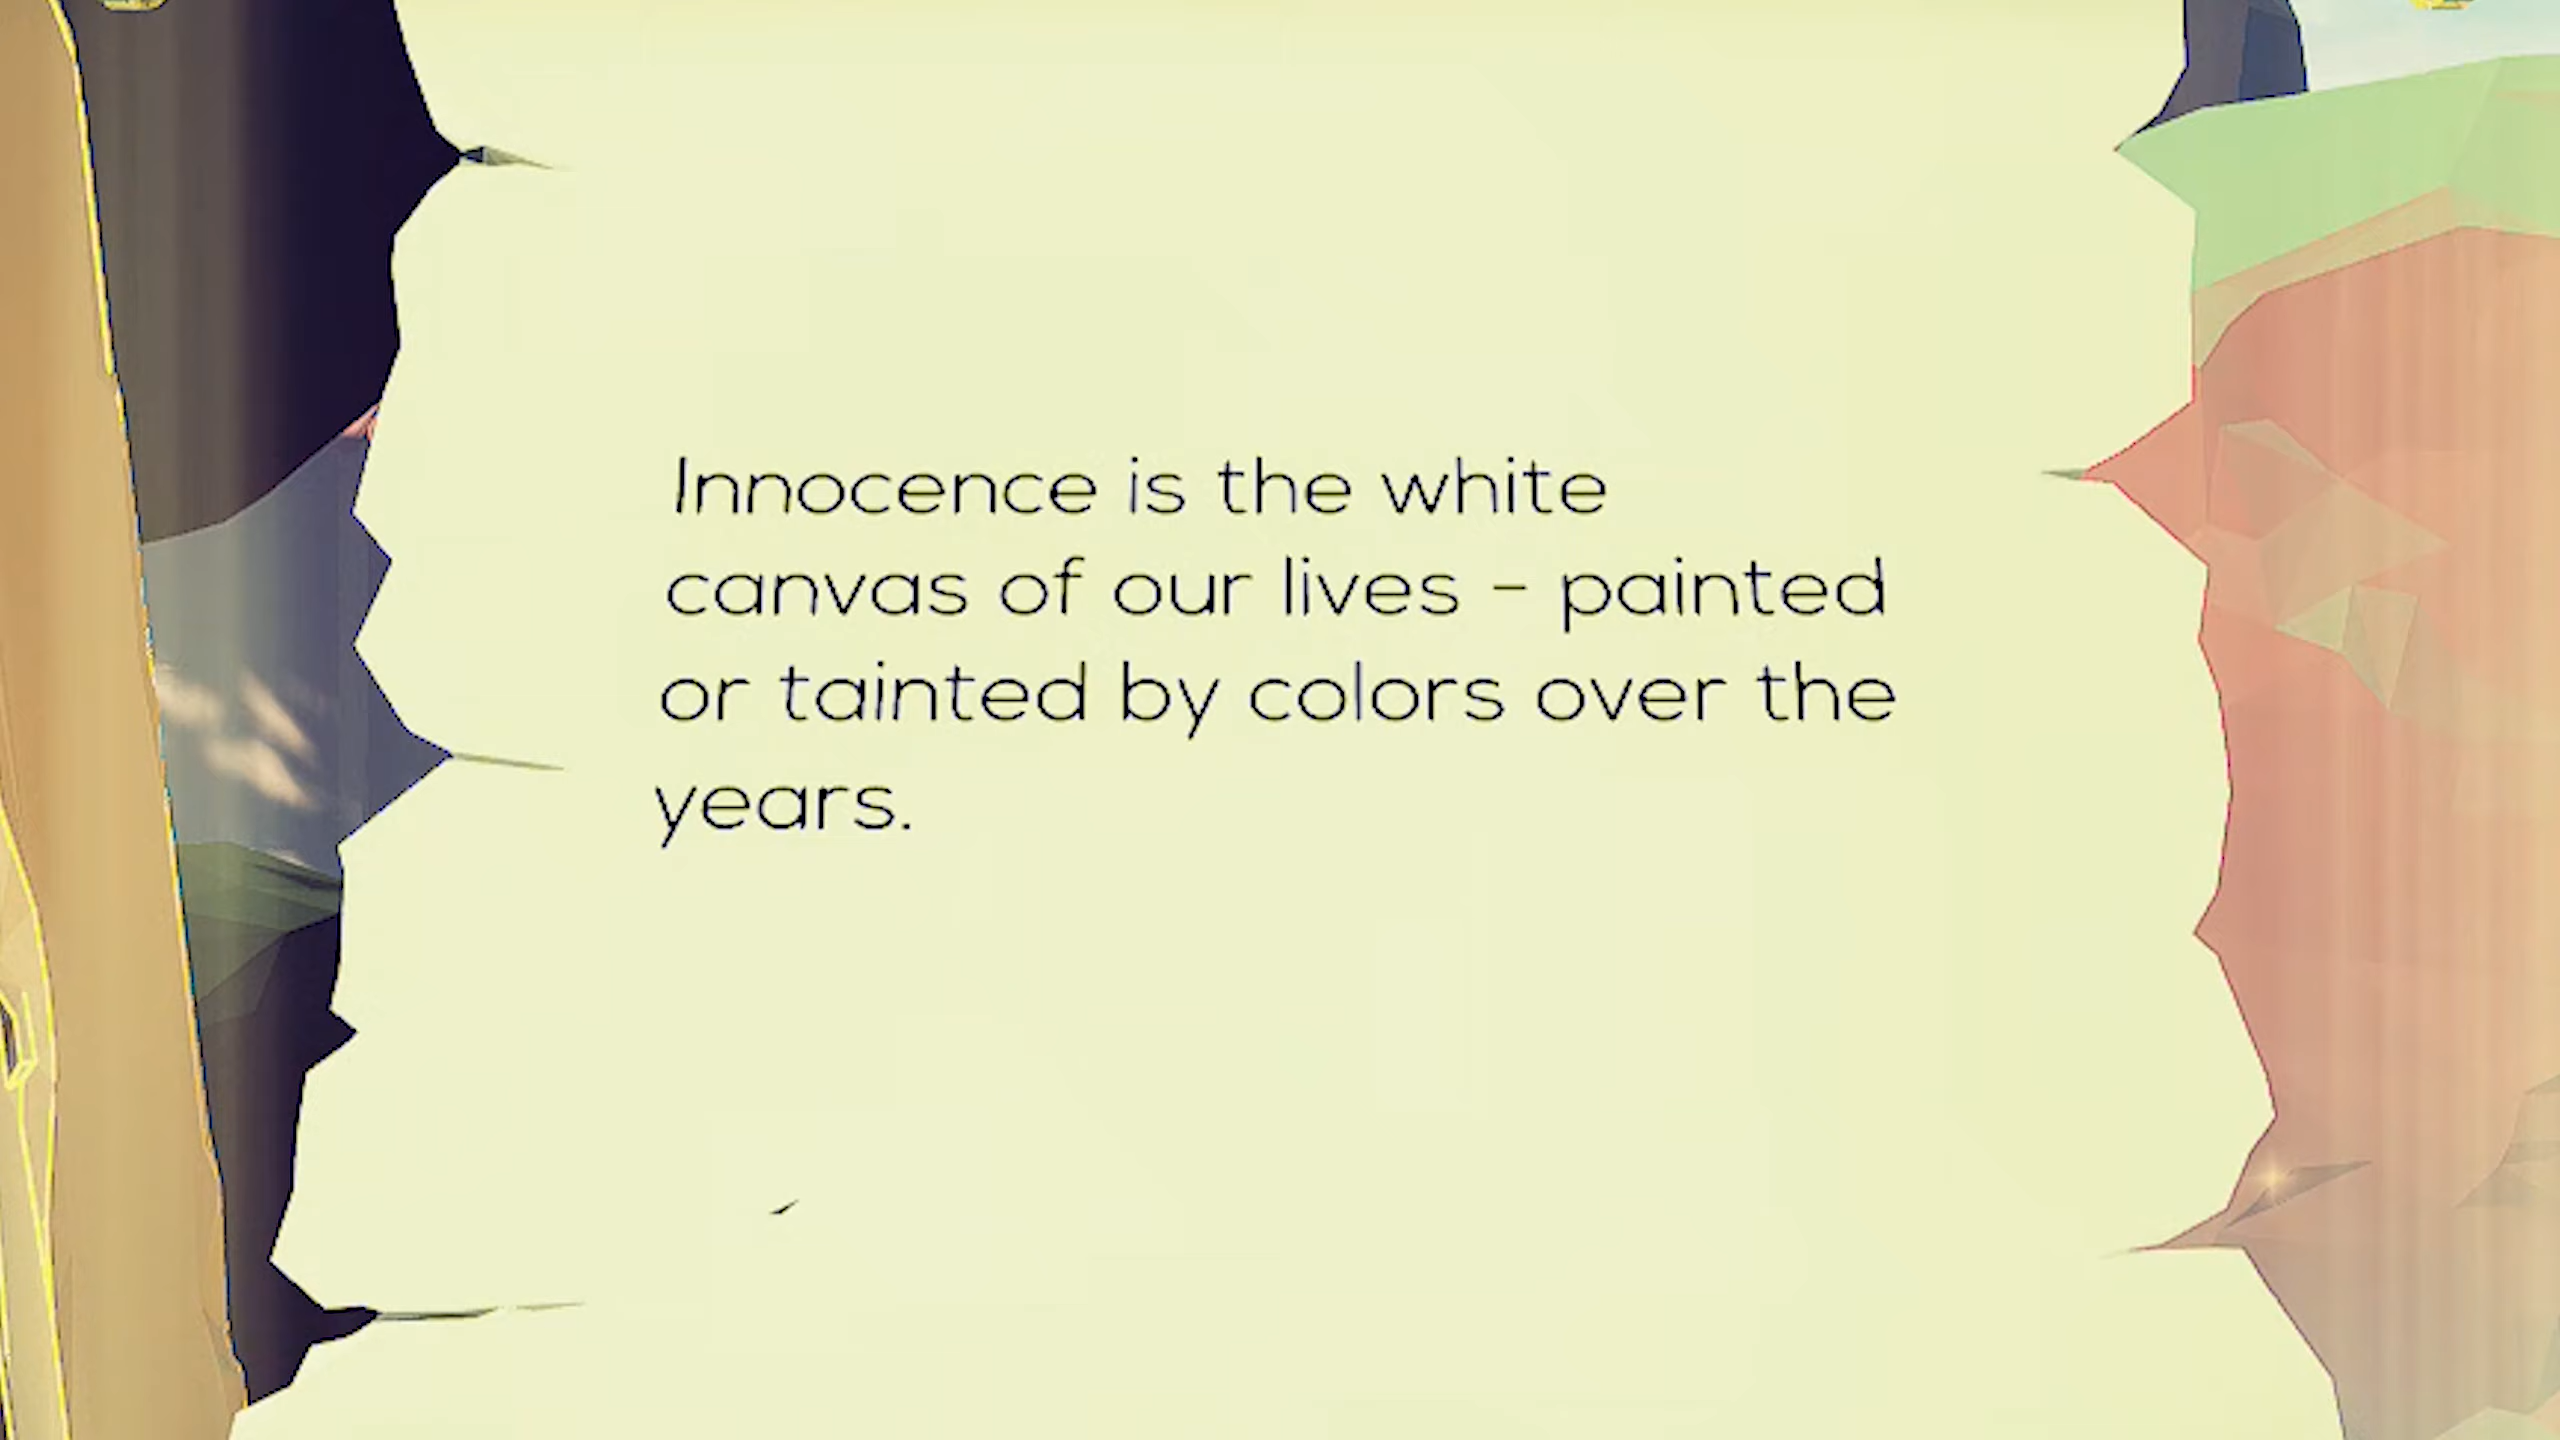 Innocence is the white
canvas of our lives - painted
or tainted by colors over the
years.